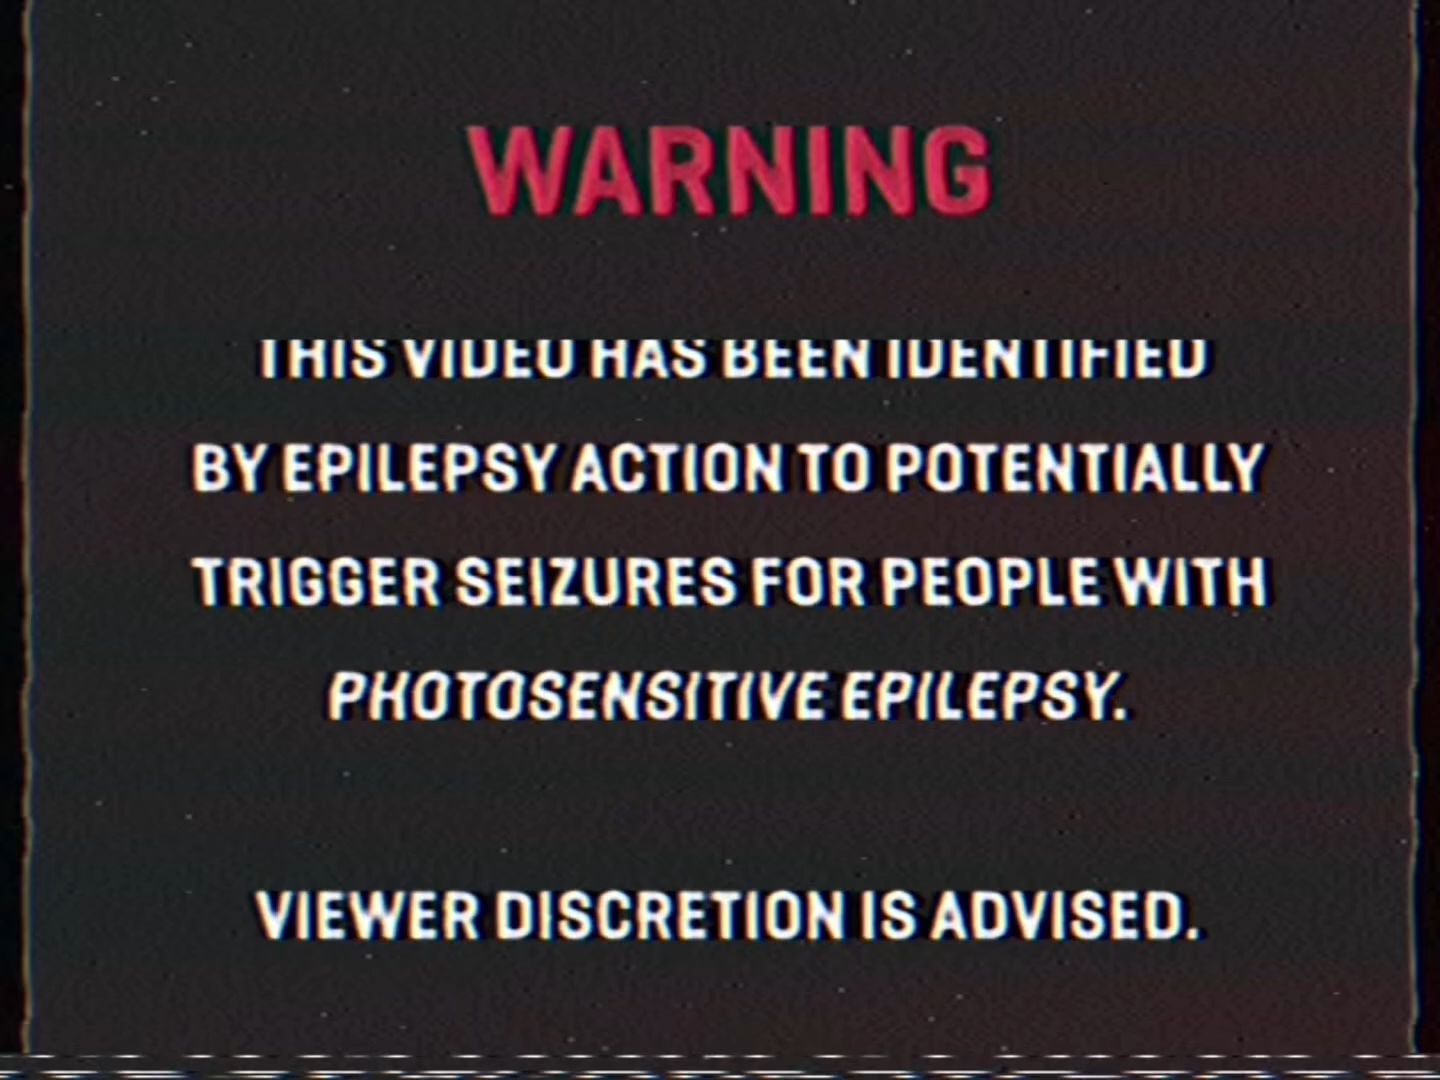 WARNING
THIS VIDEO HAS BEEN IDENTIFIED
BY EPILEPSY ACTION TO POTENTIALLY
TRIGGER SEIZURES FOR PEOPLE WITH
PHOTOSENSITIVE EPILEPSY.
VIEWER DISCRETION IS ADVISED.